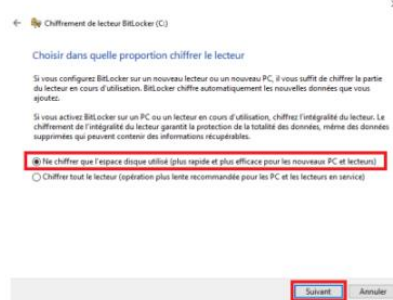 Chiffrement de lecteur BitLocker (C:)
Choisir dans quelle proportion chiffrer le lecteur
Si vous configurez BitLocker sur un nouveau lecteur ou un nouveau PC, il vous suffit de chiffrer la partie
du lecteur en cours d'utilisation. BitLocker chiffre automatiquement les nouvelles données que vous
ajoutez.
Si vous activez BitLocker sur un PC ou un lecteur en cours d'utilisation, chiffrez l'intégralité du lecteur. Le
chiffrement de l'intégralité du lecteur garantit la protection de la totalité des données, même des données
supprimées qui peuvent contenir des informations récupérables.
Ne chiffrer que l'espace disque utilisé (plus rapide et plus efficace pour les nouveaux PC et lecteurs)
Chiffrer tout le lecteur (opération plus lente recommandée pour les PC et les lecteurs en service)
Suivant Annuler